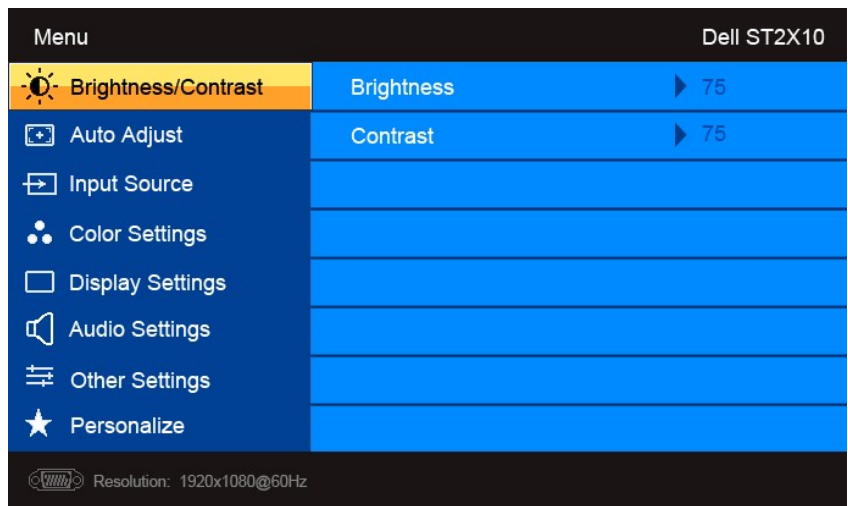 Menu Dell ST2X10
Brightness/Contrast Brightness 75
Auto Adjust Contrast 75
Input Source
Color Settings
Display Settings
Audio Settings
Other Settings
Personalize
Resolution: 1920x1080@60Hz